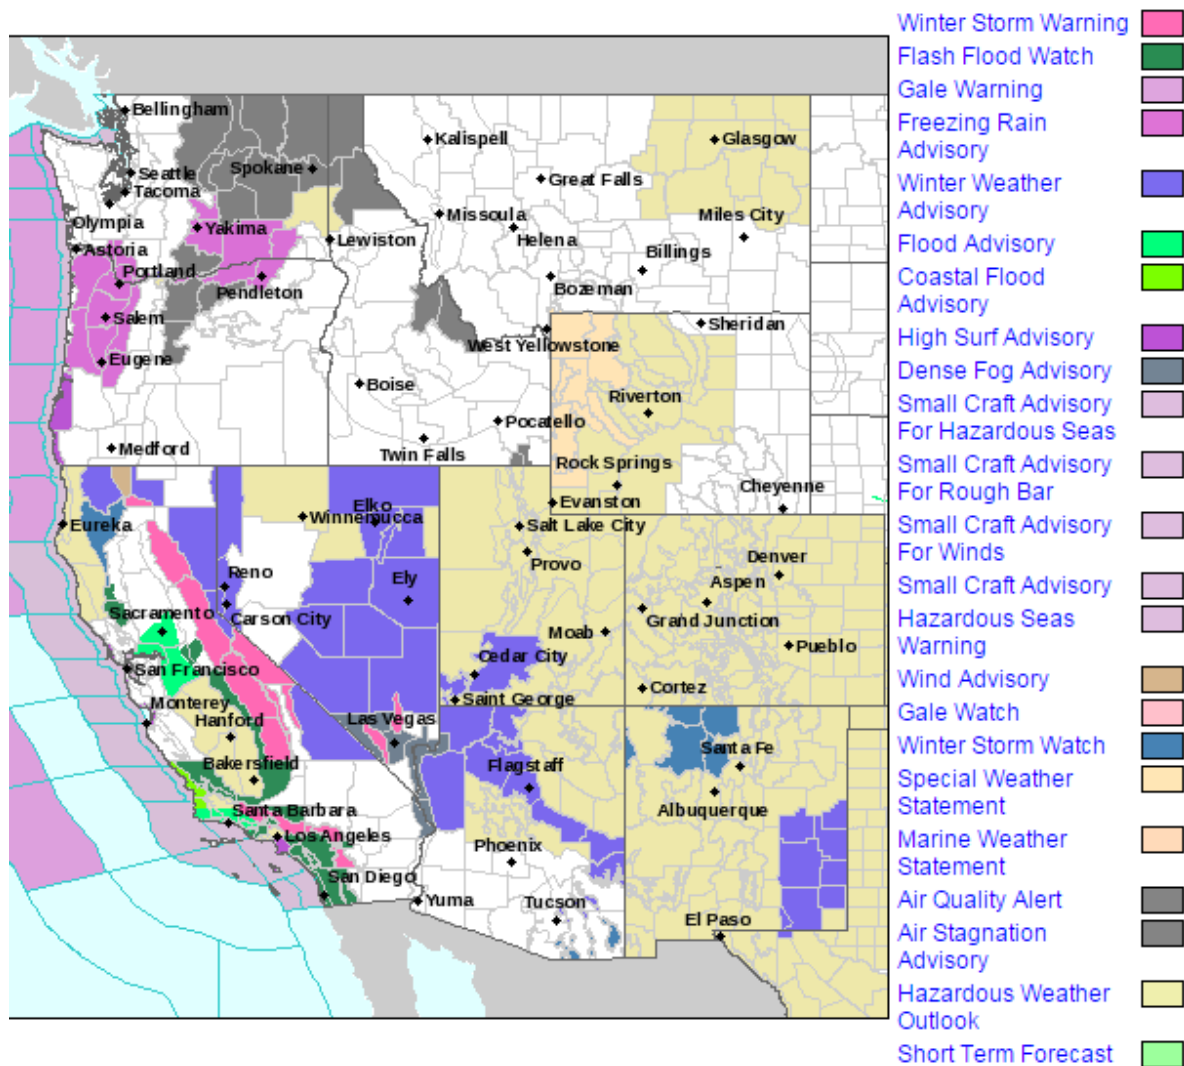 Bellingham
Kalispell
Glasgow
Seattle
Spokane
Tacoma
Great Falls
Olympia
Missoula
Miles City
Yakima
Helena
Astoria
Lewiston
Billings
Portland
Pendleton
Bozeman
Salem
Sheridan
West Yellowstone
Eugene
Boise
Riverton
Pocatello
Medford
Twin Falls
Rock Springs
Cheyenne
Evanston
Elko
Winnemucca
Eureka
Salt Lake City
Provo
Denver
Reno
Ely
Aspen
Sacramento
Carson City
Grand Junction
Moab
Pueblo
San Francisco
Cedar City
Cortez
Saint George
Monterey
Hanford
Las Vegas
Santa Fe
Bakersfield
Flagstaff
Albuquerque
Santa Barbara
Los Angeles
Phoenix
San Diego
Yuma
Tucson
El Paso
Winter Storm Warning
Flash Flood Watch
Gale Warning
Freezing Rain
Advisory
Winter Weather
Advisory
Flood Advisory
Coastal Flood
Advisory
High Surf Advisory
Dense Fog Advisory
Small Craft Advisory
For Hazardous Seas
Small Craft Advisory
For Rough Bar
Small Craft Advisory
For Winds
Small Craft Advisory
Hazardous Seas
Warning
Wind Advisory
Gale Watch
Winter Storm Watch
Special Weather
Statement
Marine Weather
Statement
Air Quality Alert
Air Stagnation
Advisory
Hazardous Weather
Outlook
Short Term Forecast